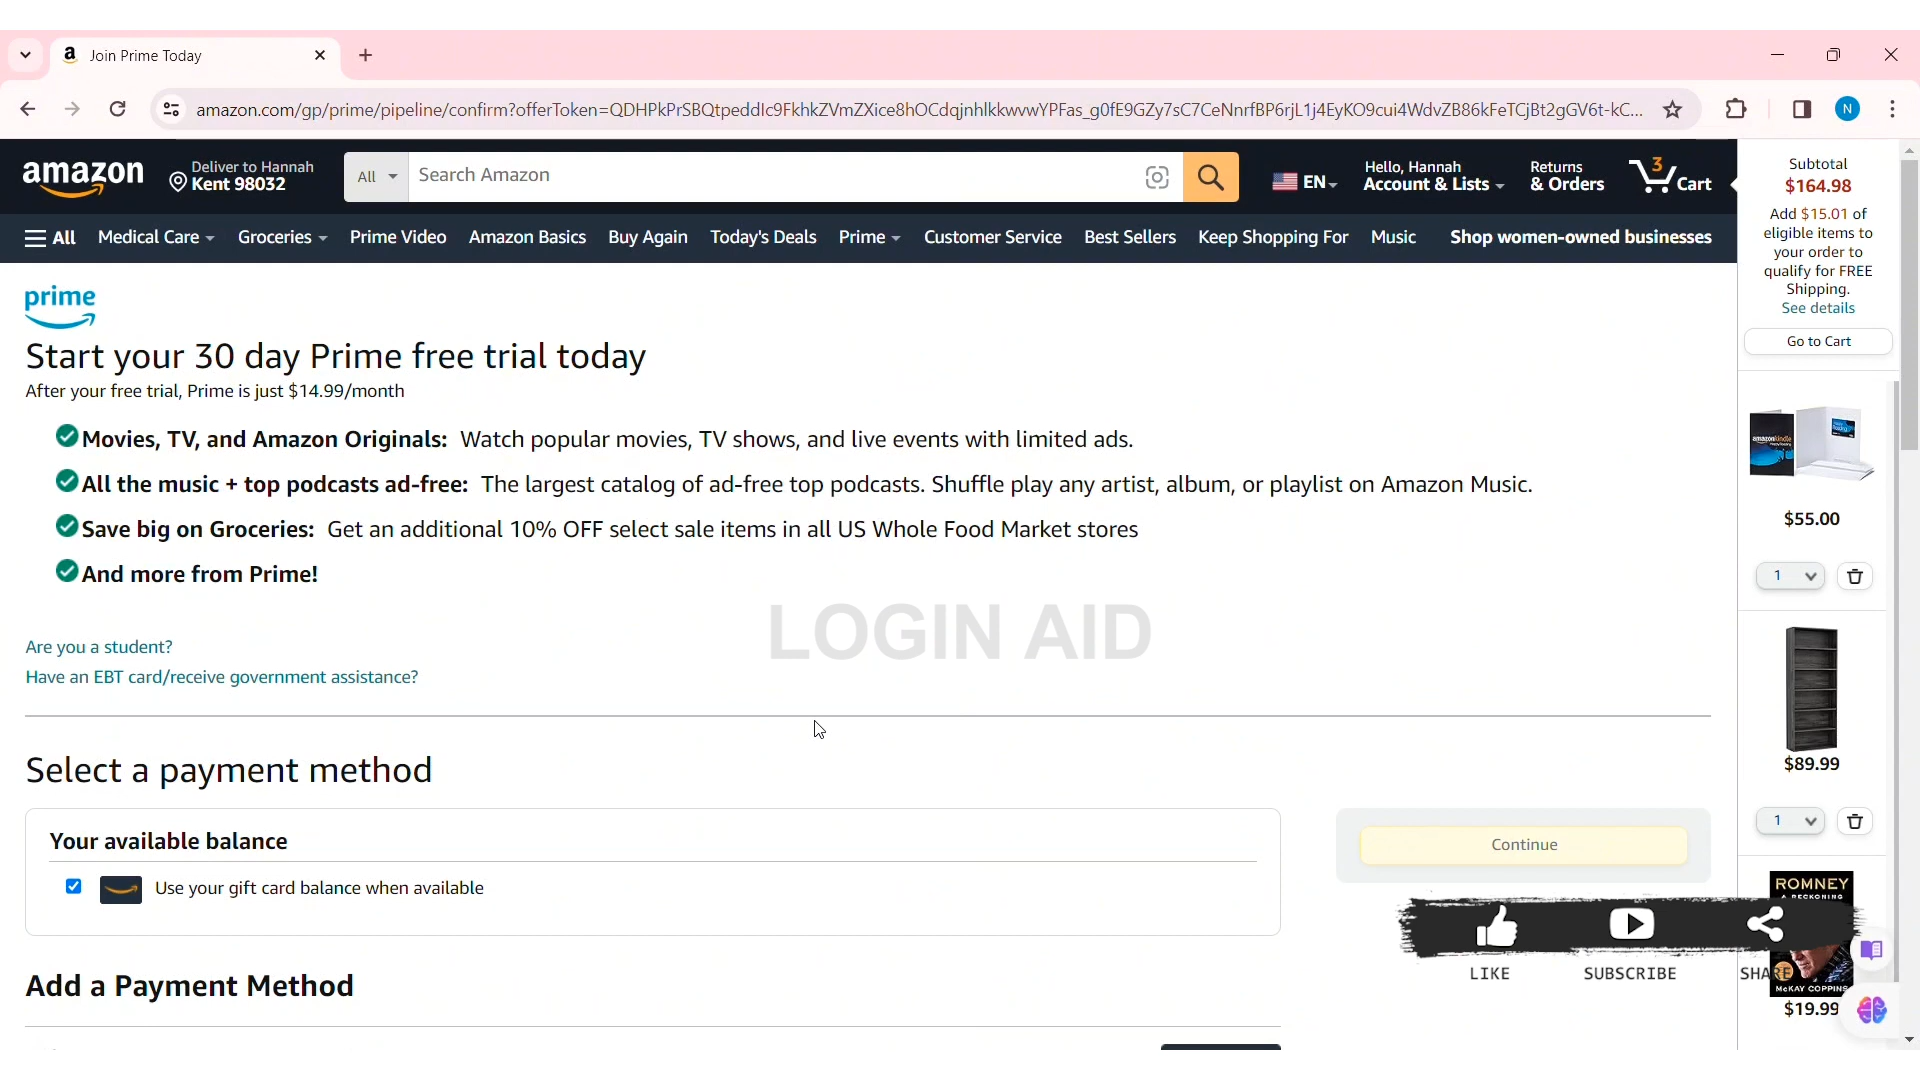 Join Prime Today
amazon.com/gp/prime/pipeline/confirm?offerToken=QDHPkPrSBQtpeddIc9FkhkZVmZXice8hOCdqjnhlkkwvwYPFas_g0fE9GZy7sC7CeNnrfBP6rjL1j4EyKO9cui4WdvZB86kFeTCjBt2gGV6t-kC...
N
amazon
Deliver to Hannah
Kent 98032
All
Search Amazon
EN
Hello, Hannah
Account & Lists
Returns
& Orders
3
Cart
All
Medical Care
Groceries
Prime Video
Amazon Basics
Buy Again
Today's Deals
Prime
Customer Service
Best Sellers
Keep Shopping For
Music
Shop women-owned businesses
prime
Start your 30 day Prime free trial today
After your free trial, Prime is just $14.99/month
Movies, TV, and Amazon Originals: Watch popular movies, TV shows, and live events with limited ads.
All the music + top podcasts ad-free: The largest catalog of ad-free top podcasts. Shuffle play any artist, album, or playlist on Amazon Music.
Save big on Groceries: Get an additional 10% OFF select sale items in all US Whole Food Market stores
And more from Prime!
LOGIN AID
Are you a student?
Have an EBT card/receive government assistance?
Select a payment method
Your available balance
Use your gift card balance when available
Continue
Add a Payment Method
LIKE
SUBSCRIBE
SHARE
Subtotal
$164.98
Add $15.01 of
eligible items to
your order to
qualify for FREE
Shipping.
See details
Go to Cart
amazonkindle
$55.00
1
$89.99
1
ROMNEY
A RECKONING
McKAY COPPINS
$19.99